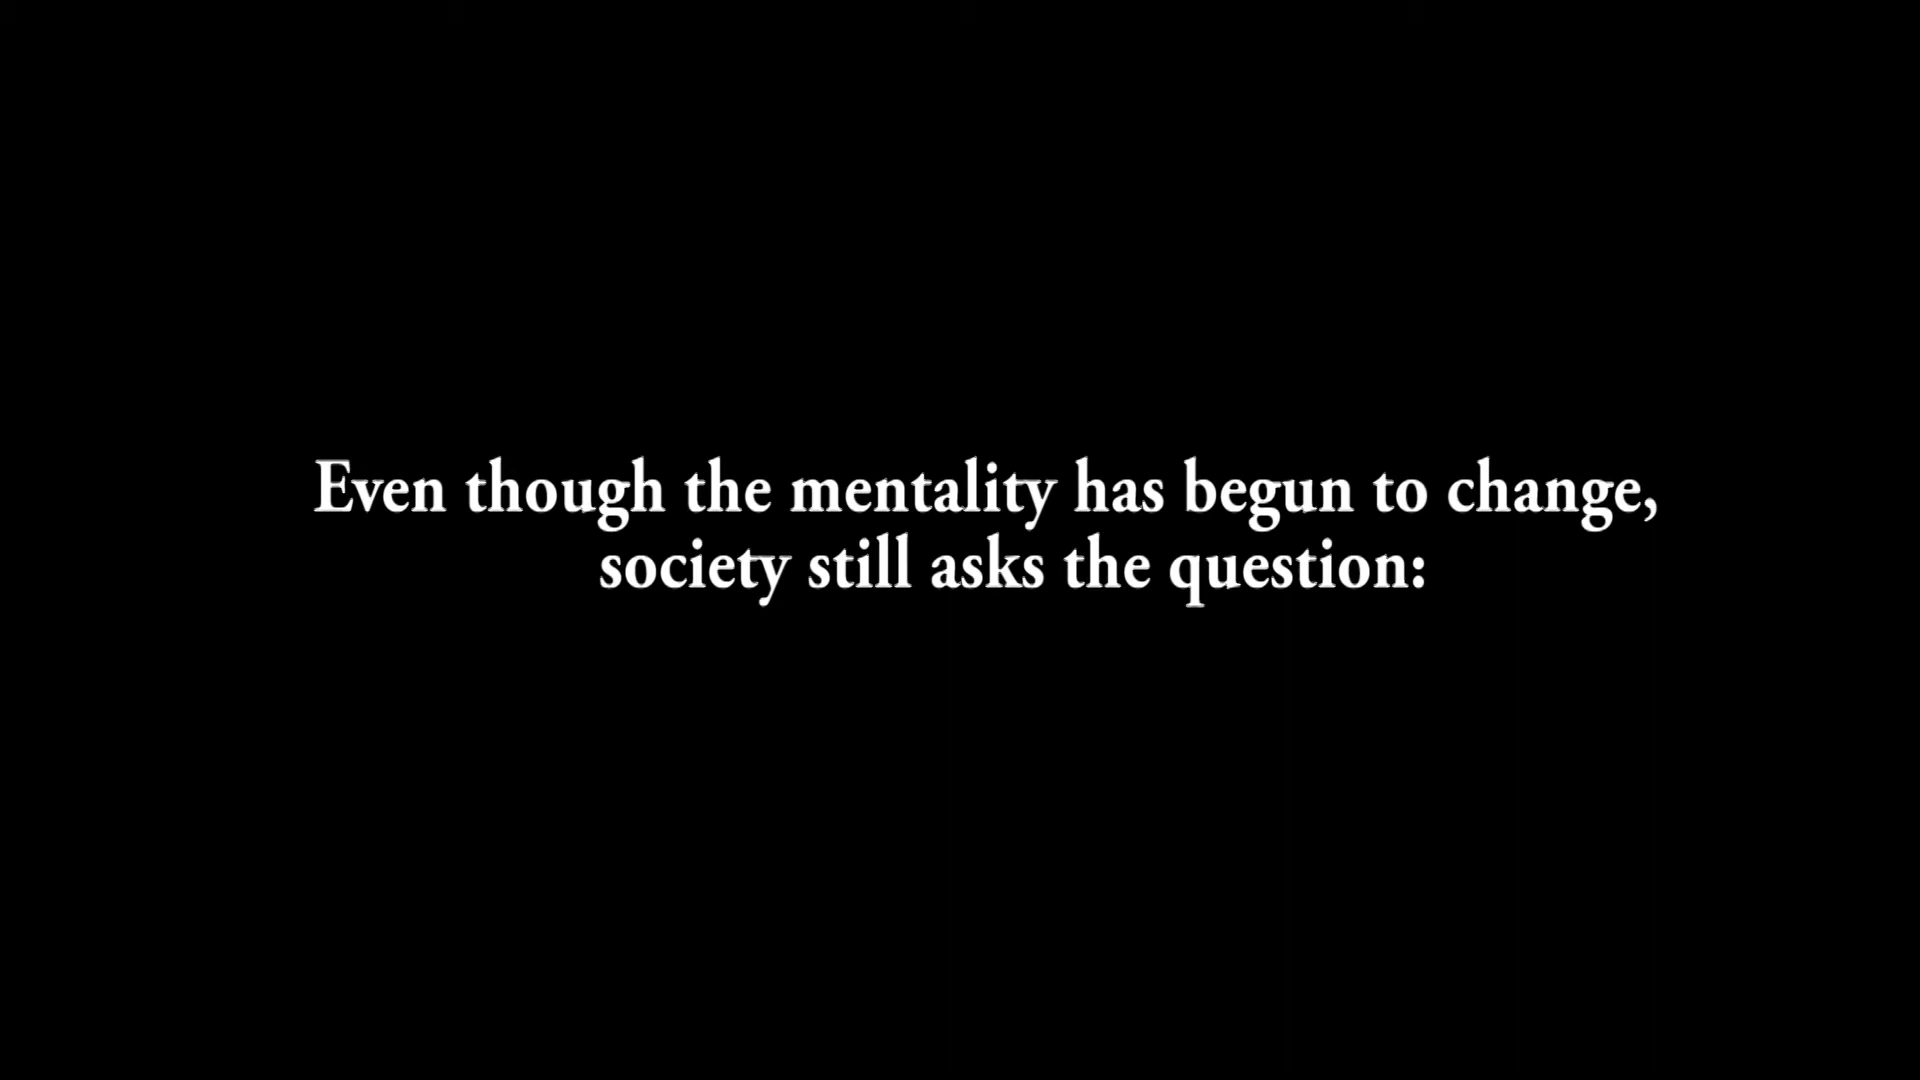 Even though the mentality has begun to change,
society still asks the question: